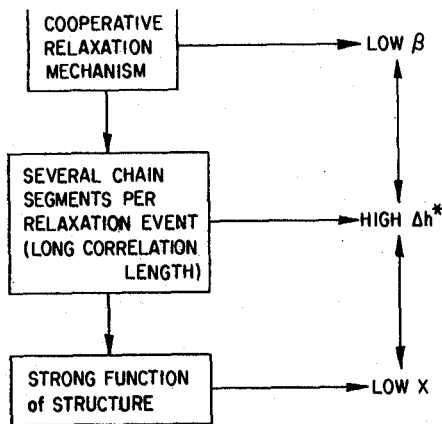 COOPERATIVE
RELAXATION
MECHANISM
LOW β
SEVERAL CHAIN
SEGMENTS PER
RELAXATION EVENT
(LONG CORRELATION
LENGTH)
HIGH Δh*
STRONG FUNCTION
of STRUCTURE
LOW X